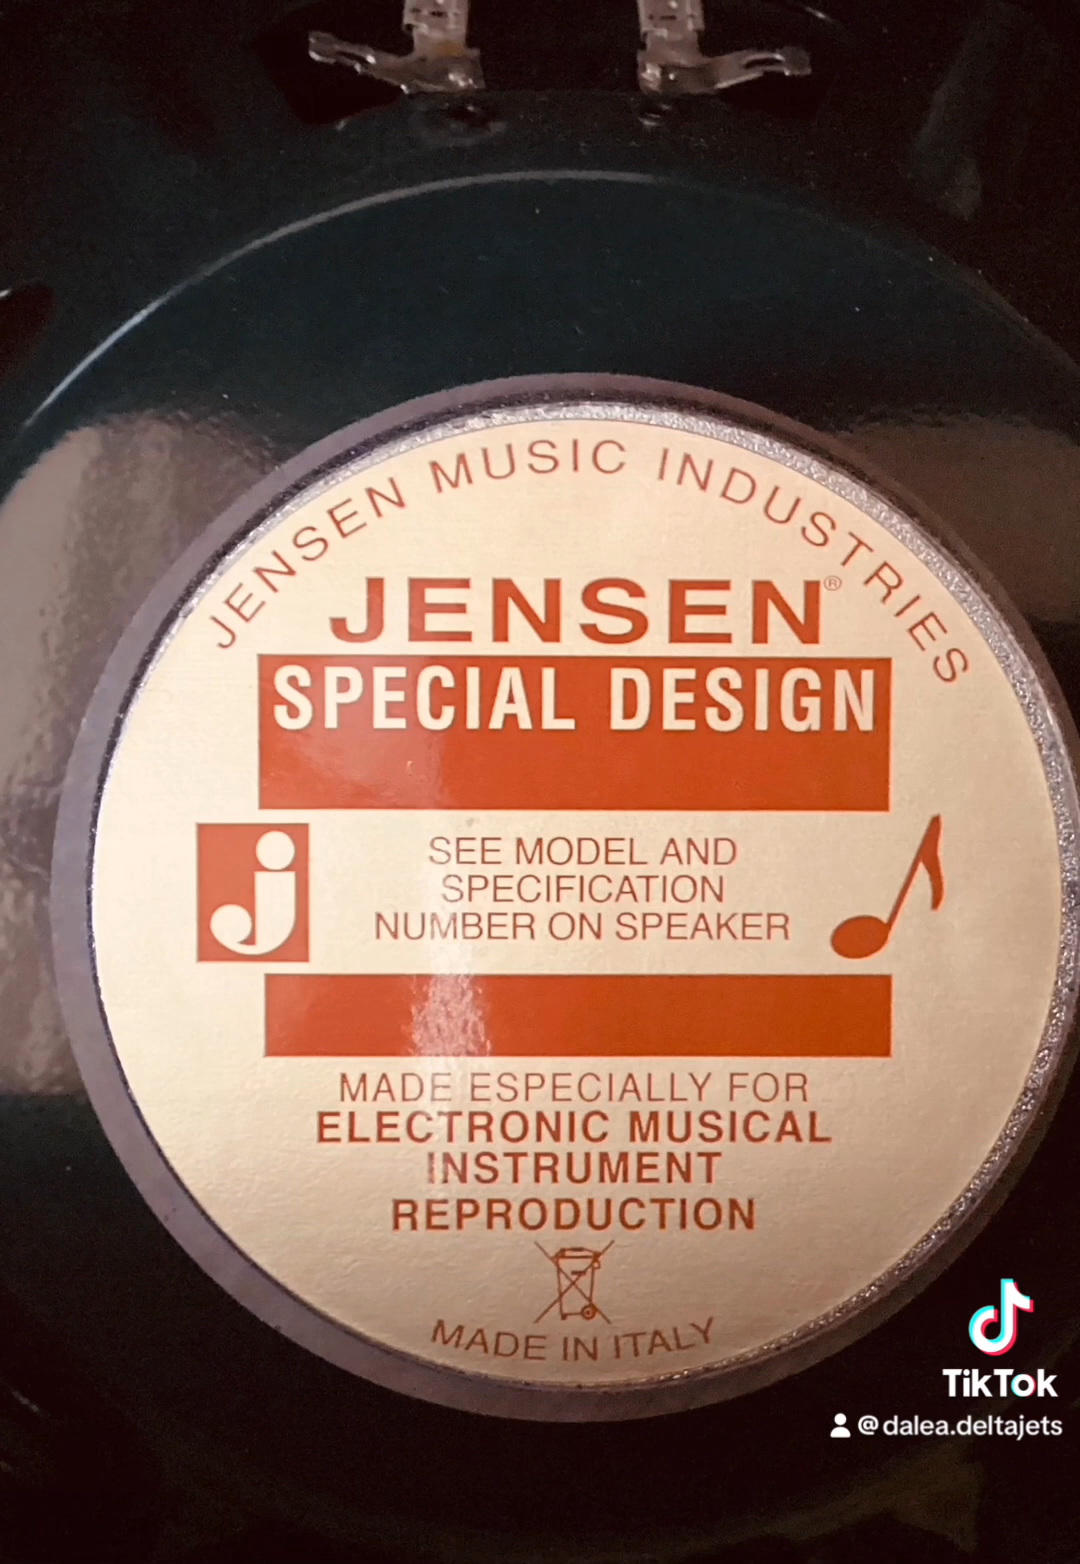 JENSEN MUSIC INDUSTRIES
JENSEN®
SPECIAL DESIGN
j
SEE MODEL AND
SPECIFICATION
NUMBER ON SPEAKER
MADE ESPECIALLY FOR
ELECTRONIC MUSICAL
INSTRUMENT
REPRODUCTION
MADE IN ITALY
TikTok
@dalea.deltajets